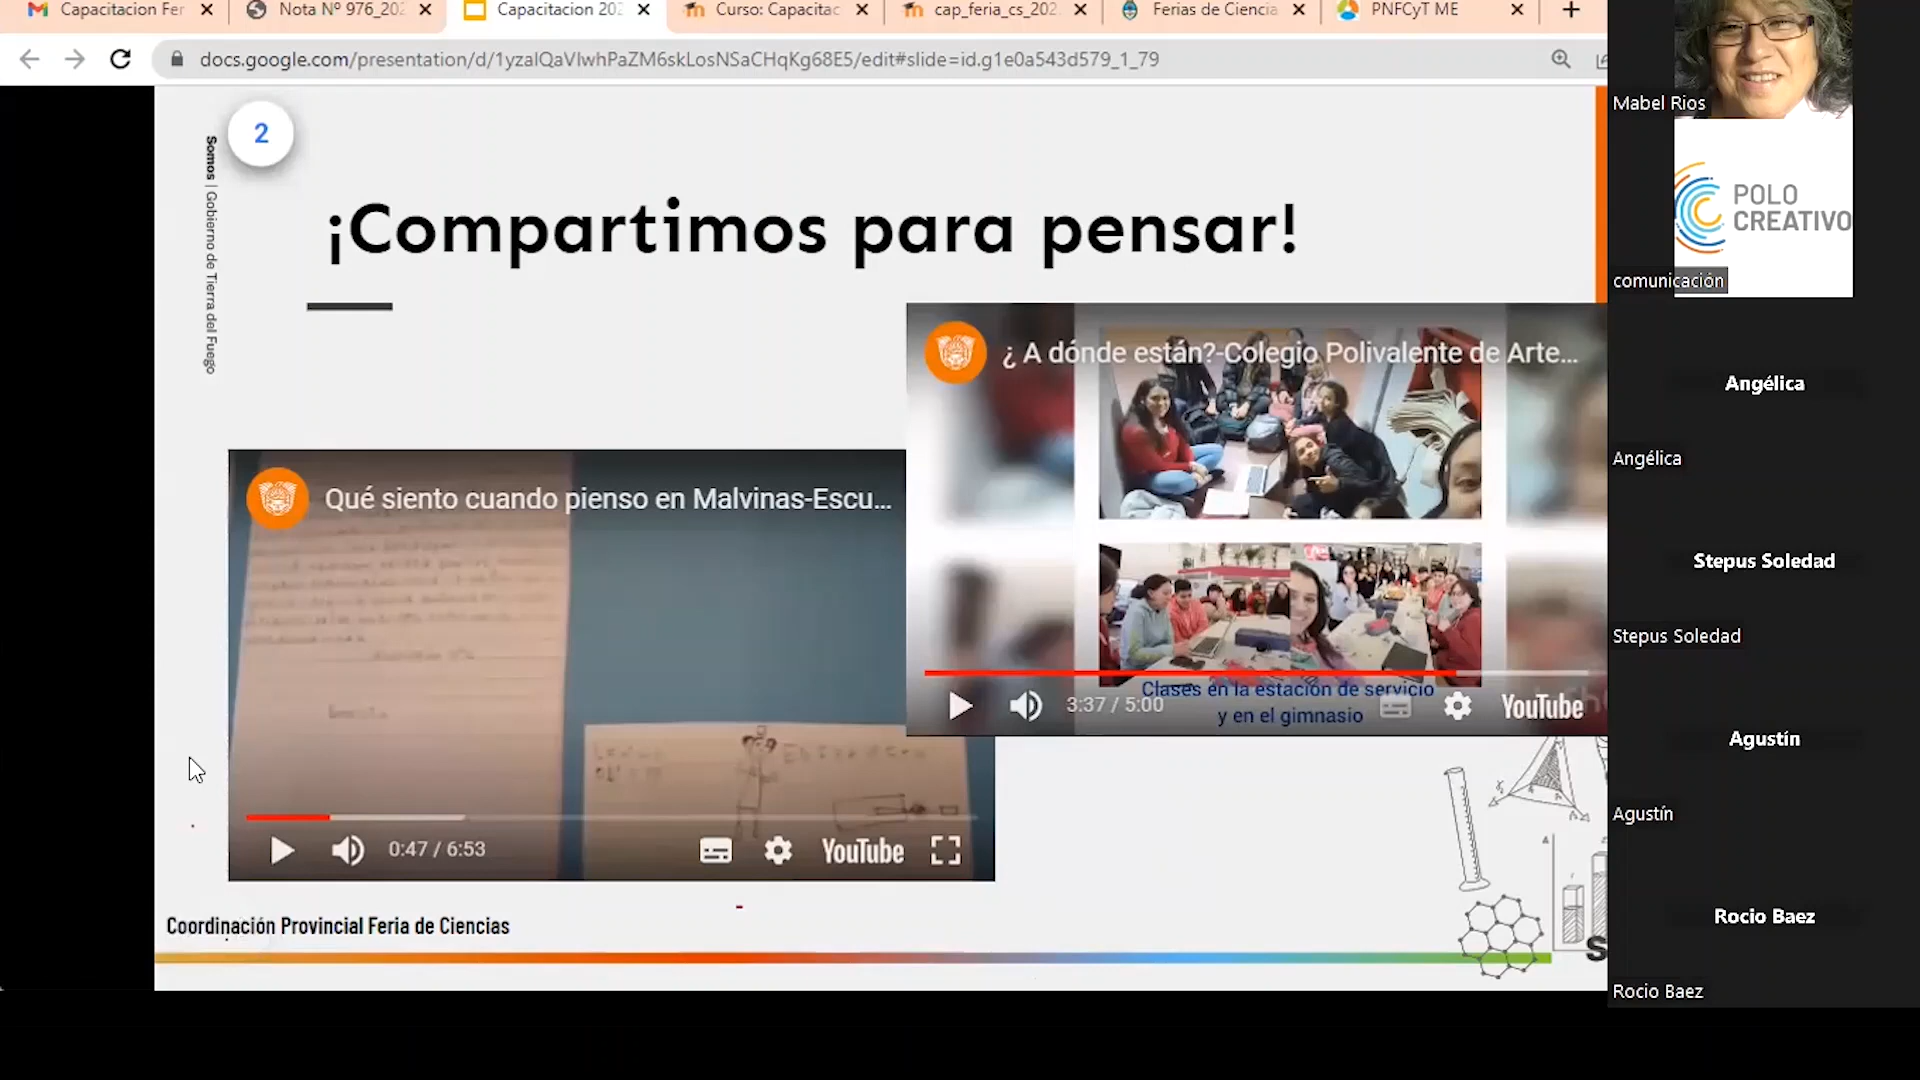 Capacitacion Fer
Nota Nº 976_202
Capacitacion 202
Curso: Capacitac
cap_feria_cs_202
Ferias de Ciencia
PNFCyT ME
docs.google.com/presentation/d/1yzalQaVlwhPaZM6skLosNSaCHqKg68E5/edit#slide=id.g1e0a543d579_1_79
2
Somos | Gobierno de Tierra del Fuego
¡Compartimos para pensar!
¿ A dónde están?-Colegio Polivalente de Arte...
Clases en la estación de servicio
y en el gimnasio
3:37 / 5:00
YouTube
Qué siento cuando pienso en Malvinas-Escu...
0:47 / 6:53
YouTube
Coordinación Provincial Feria de Ciencias
Mabel Rios
POLO
CREATIVO
comunicación
Angélica
Angélica
Stepus Soledad
Stepus Soledad
Agustín
Agustín
Rocio Baez
Rocio Baez